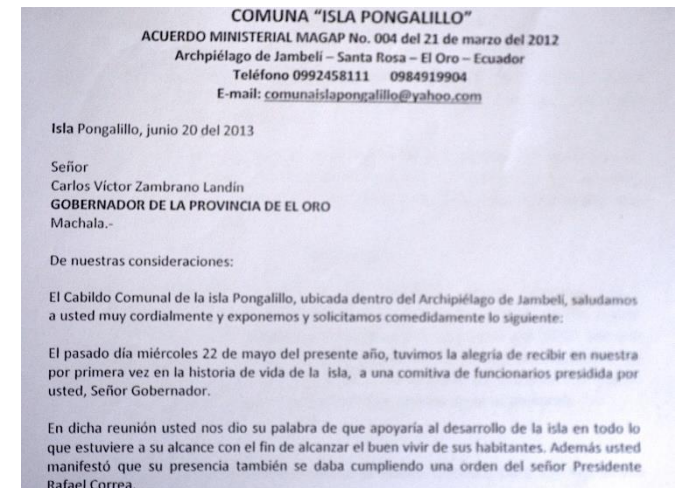 COMUNA “ISLA PONGALILLO”
ACUERDO MINISTERIAL MAGAP No. 004 del 21 de marzo del 2012
Archpiélago de Jambelí – Santa Rosa – El Oro – Ecuador
Teléfono 0992458111 0984919904
E-mail: comunaislapongalillo@yahoo.com
Isla Pongalillo, junio 20 del 2013
Señor
Carlos Víctor Zambrano Landín
GOBERNADOR DE LA PROVINCIA DE EL ORO
Machala.-
De nuestras consideraciones:
El Cabildo Comunal de la isla Pongalillo, ubicada dentro del Archipiélago de Jambelí, saludamos
a usted muy cordialmente y exponemos y solicitamos comedidamente lo siguiente:
El pasado día miércoles 22 de mayo del presente año, tuvimos la alegría de recibir en nuestra
por primera vez en la historia de vida de la isla, a una comitiva de funcionarios presidida por
usted, Señor Gobernador.
En dicha reunión usted nos dio su palabra de que apoyaría al desarrollo de la isla en todo lo
que estuviere a su alcance con el fin de alcanzar el buen vivir de sus habitantes. Además usted
manifestó que su presencia también se daba cumpliendo una orden del señor Presidente
Rafael Correa.